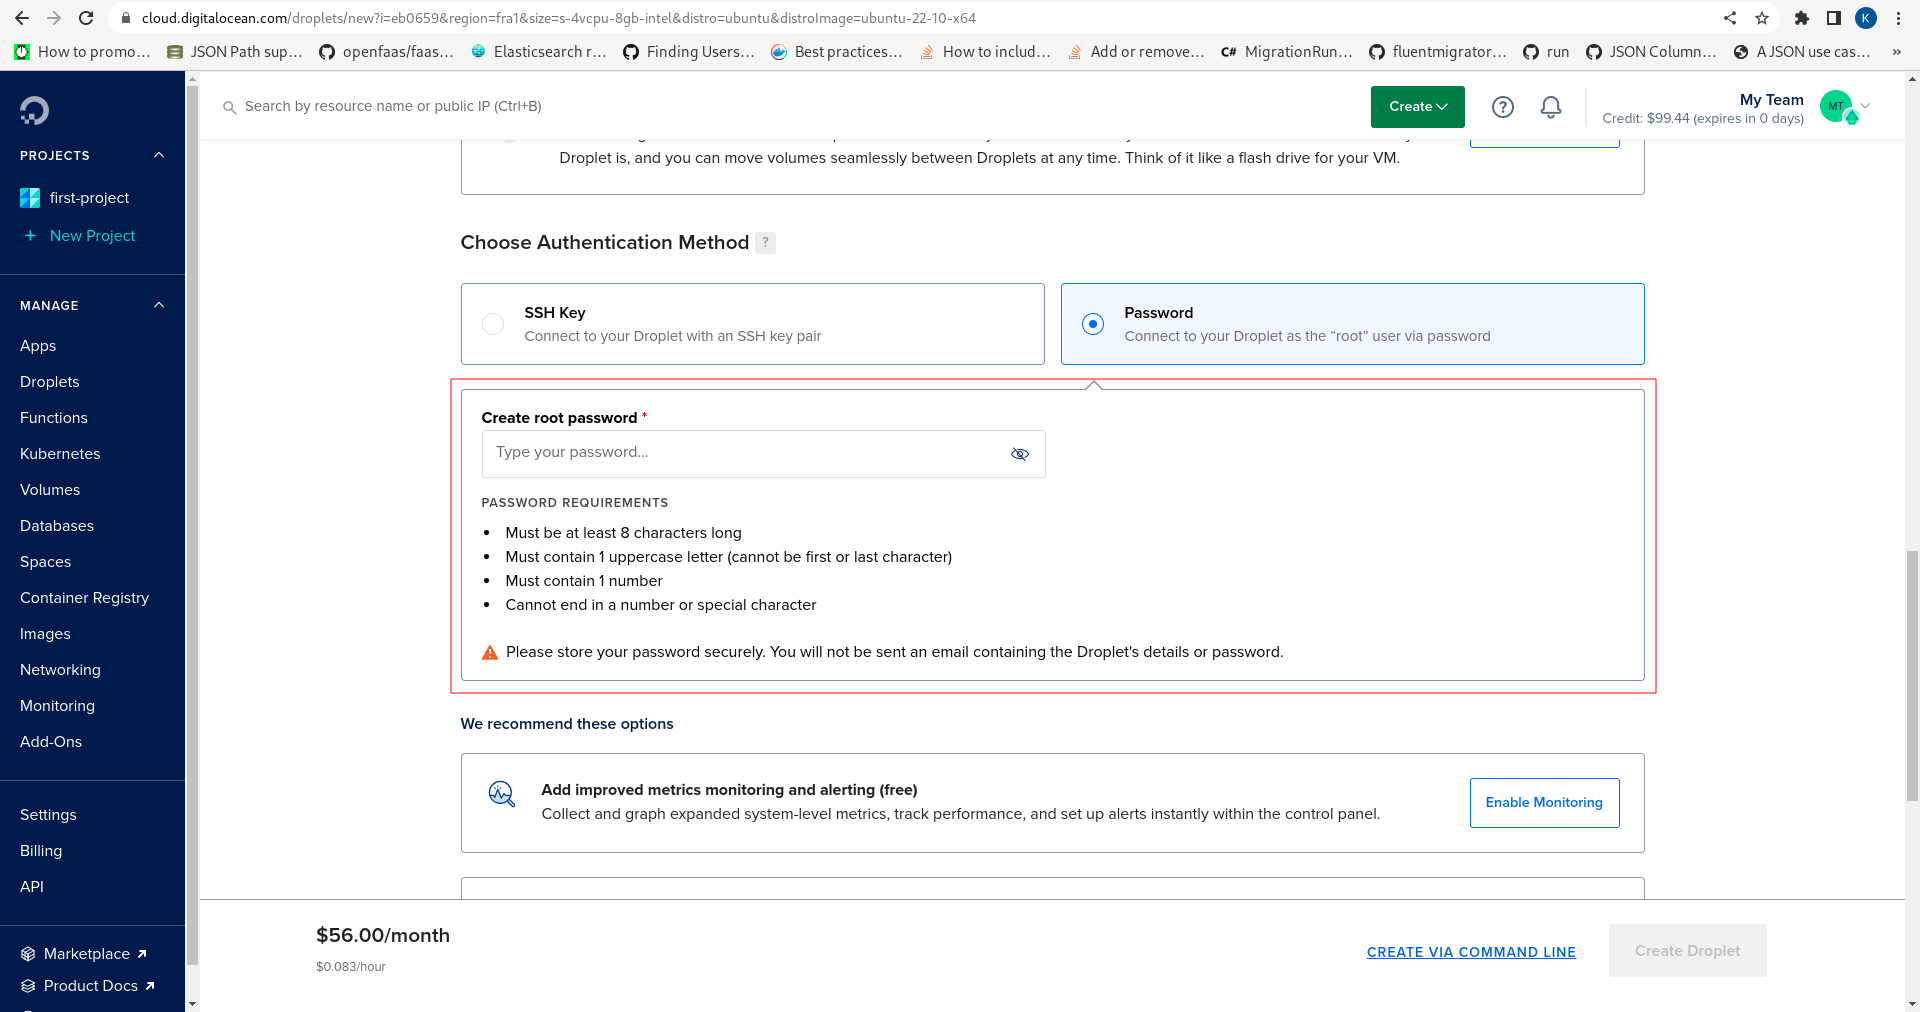 cloud.digitalocean.com/droplets/new?i=eb0659&region=fra1&size=s-4vcpu-8gb-intel&distro=ubuntu&distroImage=ubuntu-22-10-x64
K
How to promo…
JSON Path sup…
openfaas/faas…
Elasticsearch r…
Finding Users…
Best practices…
How to includ…
Add or remove…
C# MigrationRun…
fluentmigrator…
run
JSON Column…
A JSON use cas…
»
Search by resource name or public IP (Ctrl+B)
Create
?
My Team
Credit: $99.44 (expires in 0 days)
MT
PROJECTS
first-project
+ New Project
MANAGE
Apps
Droplets
Functions
Kubernetes
Volumes
Databases
Spaces
Container Registry
Images
Networking
Monitoring
Add-Ons
Settings
Billing
API
Marketplace
Product Docs
Droplet is, and you can move volumes seamlessly between Droplets at any time. Think of it like a flash drive for your VM.
Choose Authentication Method ?
SSH Key
Connect to your Droplet with an SSH key pair
Password
Connect to your Droplet as the “root” user via password
Create root password *
Type your password...
PASSWORD REQUIREMENTS
• Must be at least 8 characters long
• Must contain 1 uppercase letter (cannot be first or last character)
• Must contain 1 number
• Cannot end in a number or special character
Please store your password securely. You will not be sent an email containing the Droplet's details or password.
We recommend these options
Add improved metrics monitoring and alerting (free)
Collect and graph expanded system-level metrics, track performance, and set up alerts instantly within the control panel.
Enable Monitoring
$56.00/month
$0.083/hour
CREATE VIA COMMAND LINE
Create Droplet